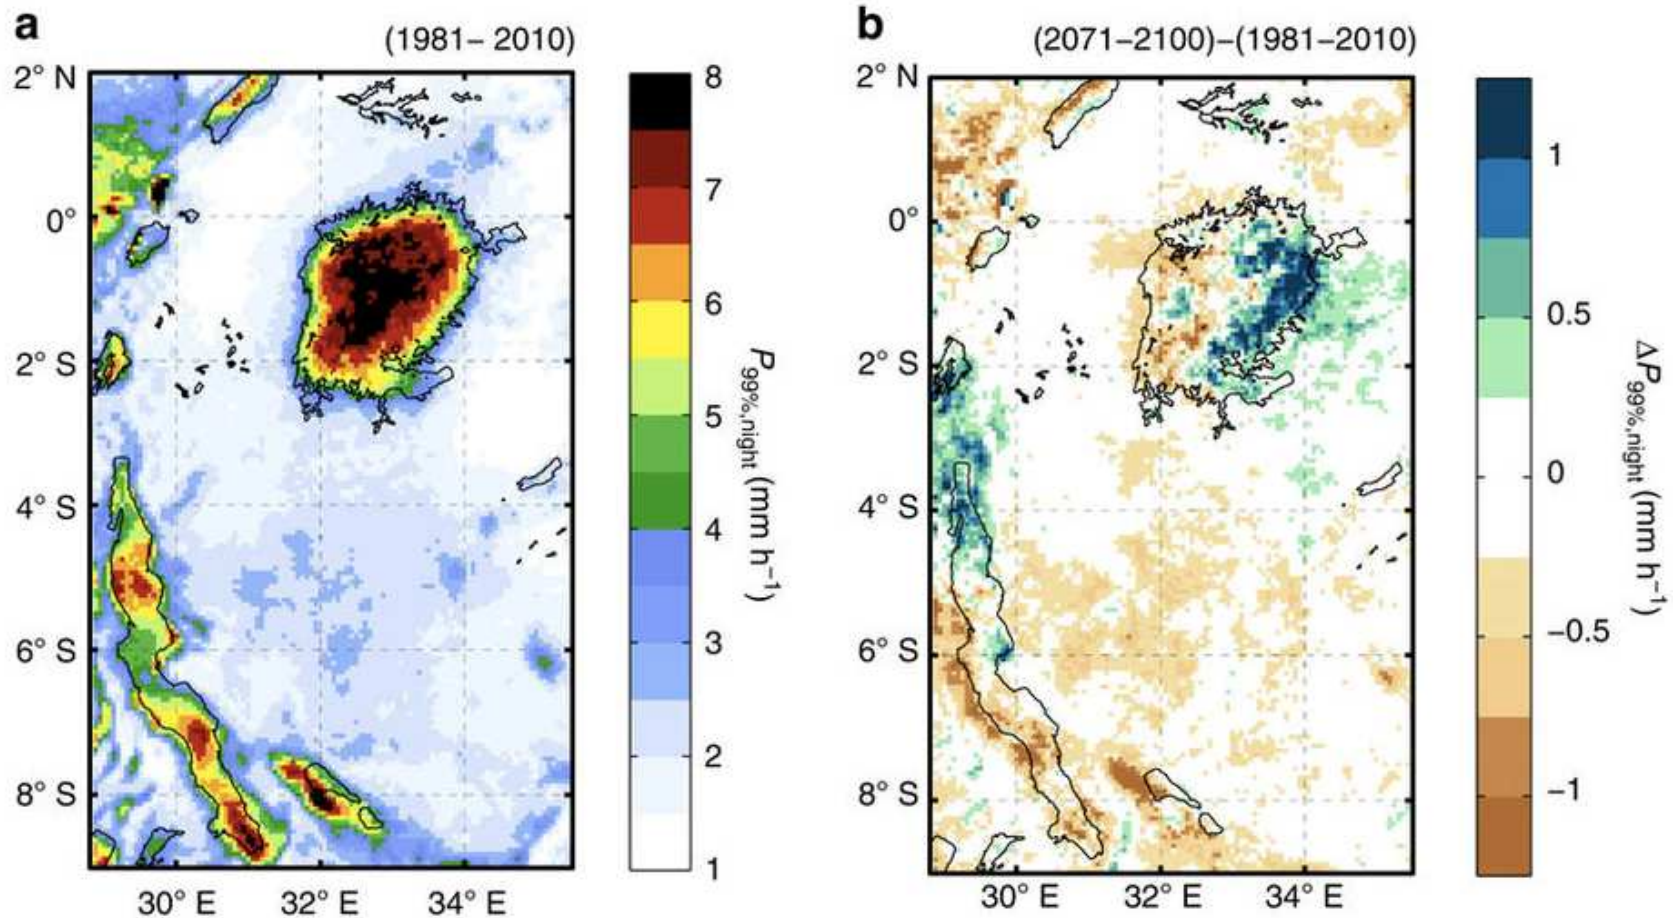 a
(1981– 2010)
2° N
0°
2° S
4° S
6° S
8° S
30° E
32° E
34° E
8
7
6
5
4
3
2
1
P99%,night (mm h−1)
b
(2071–2100)–(1981–2010)
2° N
0°
2° S
4° S
6° S
8° S
30° E
32° E
34° E
1
0.5
0
−0.5
−1
ΔP99%,night (mm h−1)